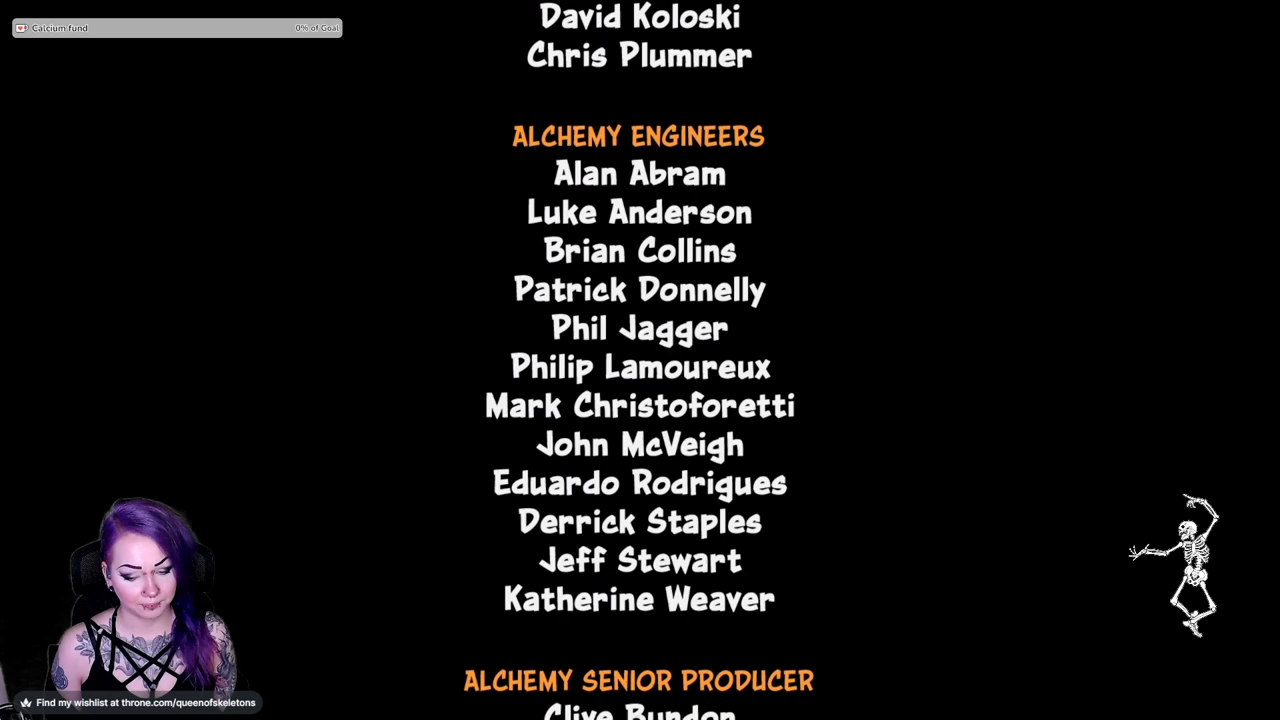 Calcium fund
0% of Goal
David Koloski
Chris Plummer
ALCHEMY ENGINEERS
Alan Abram
Luke Anderson
Brian Collins
Patrick Donnelly
Phil Jagger
Philip Lamoureux
Mark Christoforetti
John McVeigh
Eduardo Rodrigues
Derrick Staples
Jeff Stewart
Katherine Weaver
ALCHEMY SENIOR PRODUCER
Clive Burdon
Find my wishlist at throne.com/queenofskeletons